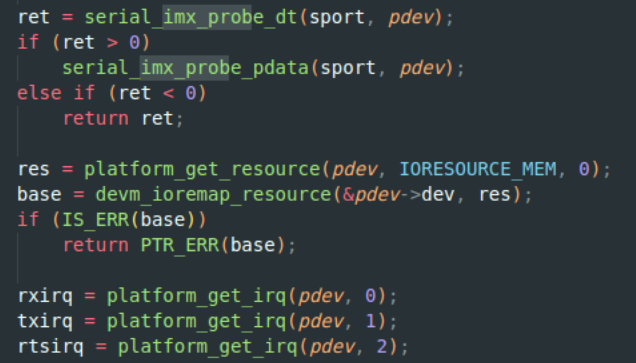 ret = serial_imx_probe_dt(sport, pdev);
if (ret > 0)
serial_imx_probe_pdata(sport, pdev);
else if (ret < 0)
return ret;
res = platform_get_resource(pdev, IORESOURCE_MEM, 0);
base = devm_ioremap_resource(&pdev->dev, res);
if (IS_ERR(base))
return PTR_ERR(base);
rxirq = platform_get_irq(pdev, 0);
txirq = platform_get_irq(pdev, 1);
rtsirq = platform_get_irq(pdev, 2);